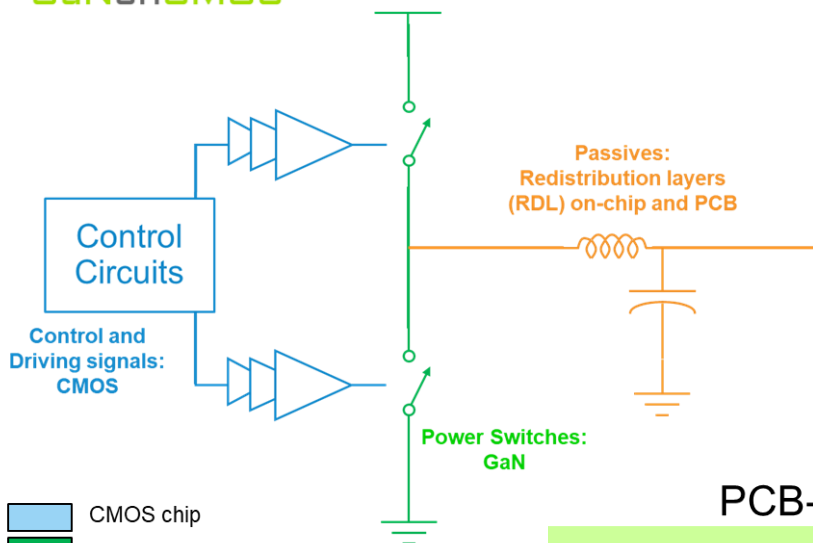 GaNonCMOS
Passives:
Redistribution layers
(RDL) on-chip and PCB
Control
Circuits
Control and
Driving signals:
CMOS
Power Switches:
GaN
CMOS chip
PCB-